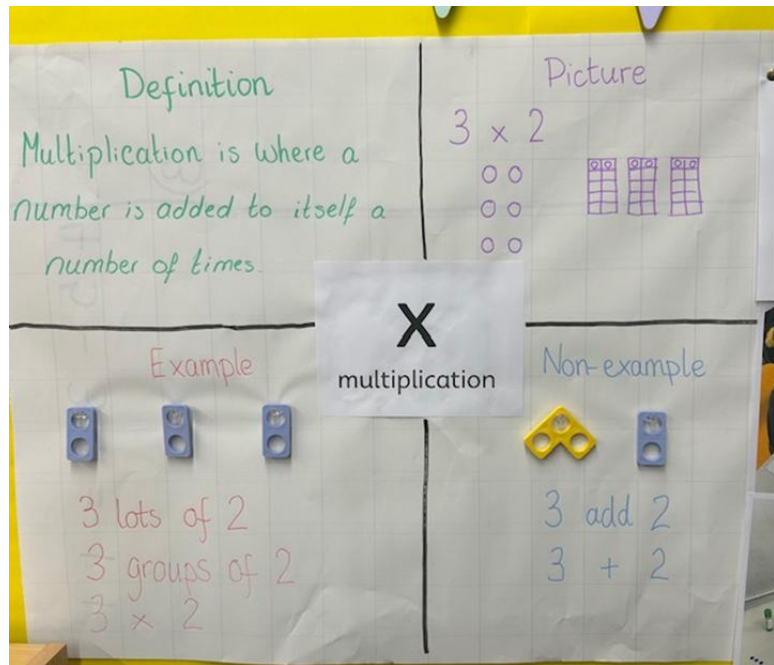 Definition
Multiplication is where a
number is added to itself a
number of times.
Picture
3 x 2
X
multiplication
Example
3 lots of 2
3 groups of 2
3 x 2
Non-example
3 add 2
3 + 2